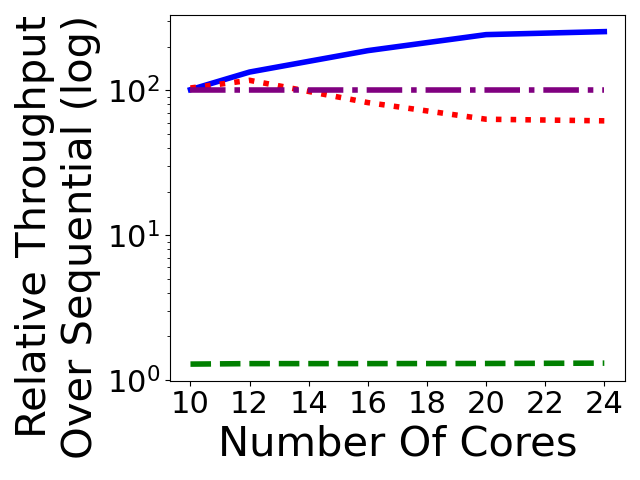 Relative Throughput
Over Sequential (log)
10²
10¹
10⁰
10 12 14 16 18 20 22 24
Number Of Cores